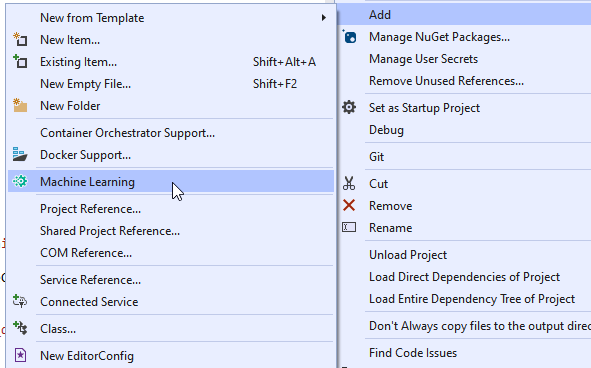 New from Template
New Item...
Existing Item... Shift+Alt+A
New Empty File... Shift+F2
New Folder
Container Orchestrator Support...
Docker Support...
Machine Learning
Project Reference...
Shared Project Reference...
COM Reference...
Service Reference...
Connected Service
Class...
New EditorConfig
Add
Manage NuGet Packages...
Manage User Secrets
Remove Unused References...
Set as Startup Project
Debug
Git
Cut
Remove
Rename
Unload Project
Load Direct Dependencies of Project
Load Entire Dependency Tree of Project
Don't Always copy files to the output
Find Code Issues